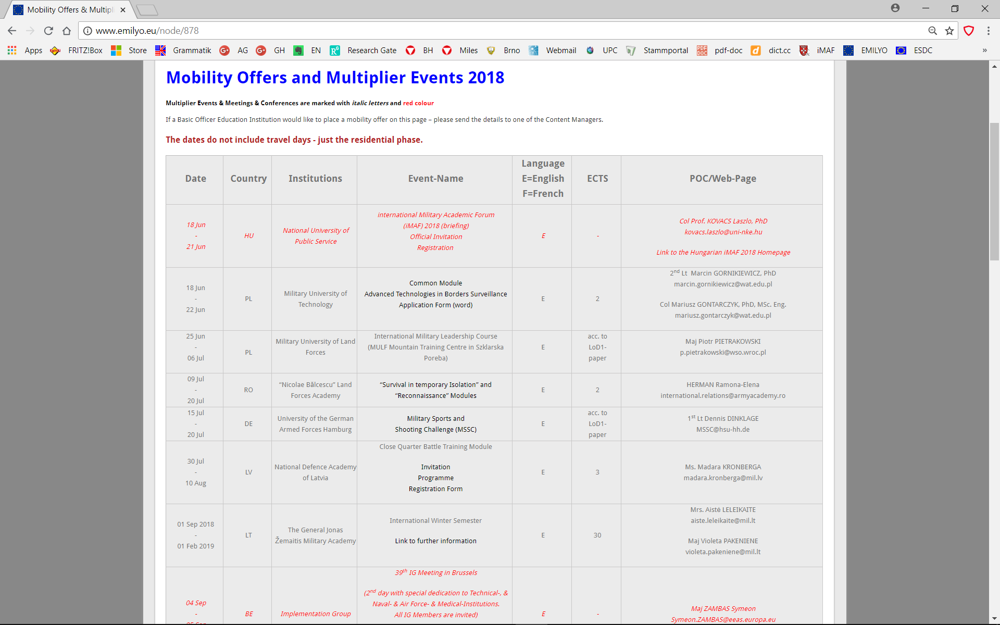 Mobility Offers & Multipl
www.emilyo.eu/node/878
Apps FRITZ!Box Store Grammatik AG GH EN Research Gate BH Miles Brno Webmail UPC Stammportal pdf-doc dict.cc iMAF EMILYO ESDC »
Mobility Offers and Multiplier Events 2018
Multiplier Events & Meetings & Conferences are marked with italic letters and red colour
If a Basic Officer Education Institution would like to place a mobility offer on this page – please send the details to one of the Content Managers.
The dates do not include travel days - just the residential phase.
Date
Country
Institutions
Event-Name
Language
E=English
F=French
ECTS
POC/Web-Page
18 Jun
-
21 Jun
HU
National University of
Public Service
international Military Academic Forum
(iMAF) 2018 (briefing)
Official Invitation
Registration
E
-
Col Prof. KOVACS Laszlo, PhD
kovacs.laszlo@uni-nke.hu
Link to the Hungarian iMAF 2018 Homepage
18 Jun
-
22 Jun
PL
Military University of
Technology
Common Module
Advanced Technologies in Borders Surveillance
Application Form (word)
E
2
2nd Lt  Marcin GORNIKIEWICZ, PhD
marcin.gornikiewicz@wat.edu.pl
Col Mariusz GONTARCZYK, PhD, MSc. Eng.
mariusz.gontarczyk@wat.edu.pl
25 Jun
-
06 Jul
PL
Military University of Land
Forces
International Military Leadership Course
(MULF Mountain Training Centre in Szklarska
Poreba)
E
acc. to
LoD1-
paper
Maj Piotr PIETRAKOWSKI
p.pietrakowski@wso.wroc.pl
09 Jul
-
20 Jul
RO
“Nicolae Bălcescu” Land
Forces Academy
“Survival in temporary Isolation” and
“Reconnaissance” Modules
E
2
HERMAN Ramona-Elena
international.relations@armyacademy.ro
15 Jul
-
20 Jul
DE
University of the German
Armed Forces Hamburg
Military Sports and
Shooting Challenge (MSSC)
E
acc. to
LoD1-
paper
1st Lt Dennis DINKLAGE
MSSC@hsu-hh.de
30 Jul
-
10 Aug
LV
National Defence Academy
of Latvia
Close Quarter Battle Training Module
Invitation
Programme
Registration Form
E
3
Ms. Madara KRONBERGA
madara.kronberga@mil.lv
01 Sep 2018
-
01 Feb 2019
LT
The General Jonas
Žemaitis Military Academy
International Winter Semester
Link to further information
E
30
Mrs. Aistė LELEIKAITE
aiste.leleikaite@mil.lt
Maj Violeta PAKENIENE
violeta.pakeniene@mil.lt
04 Sep
-
05 Sep
BE
Implementation Group
39th IG Meeting in Brussels
(2nd day with special dedication to Technical-, &
Naval- & Air Force- & Medical-Institutions.
All IG Members are invited)
E
-
Maj ZAMBAS Symeon
Symeon.ZAMBAS@eeas.europa.eu